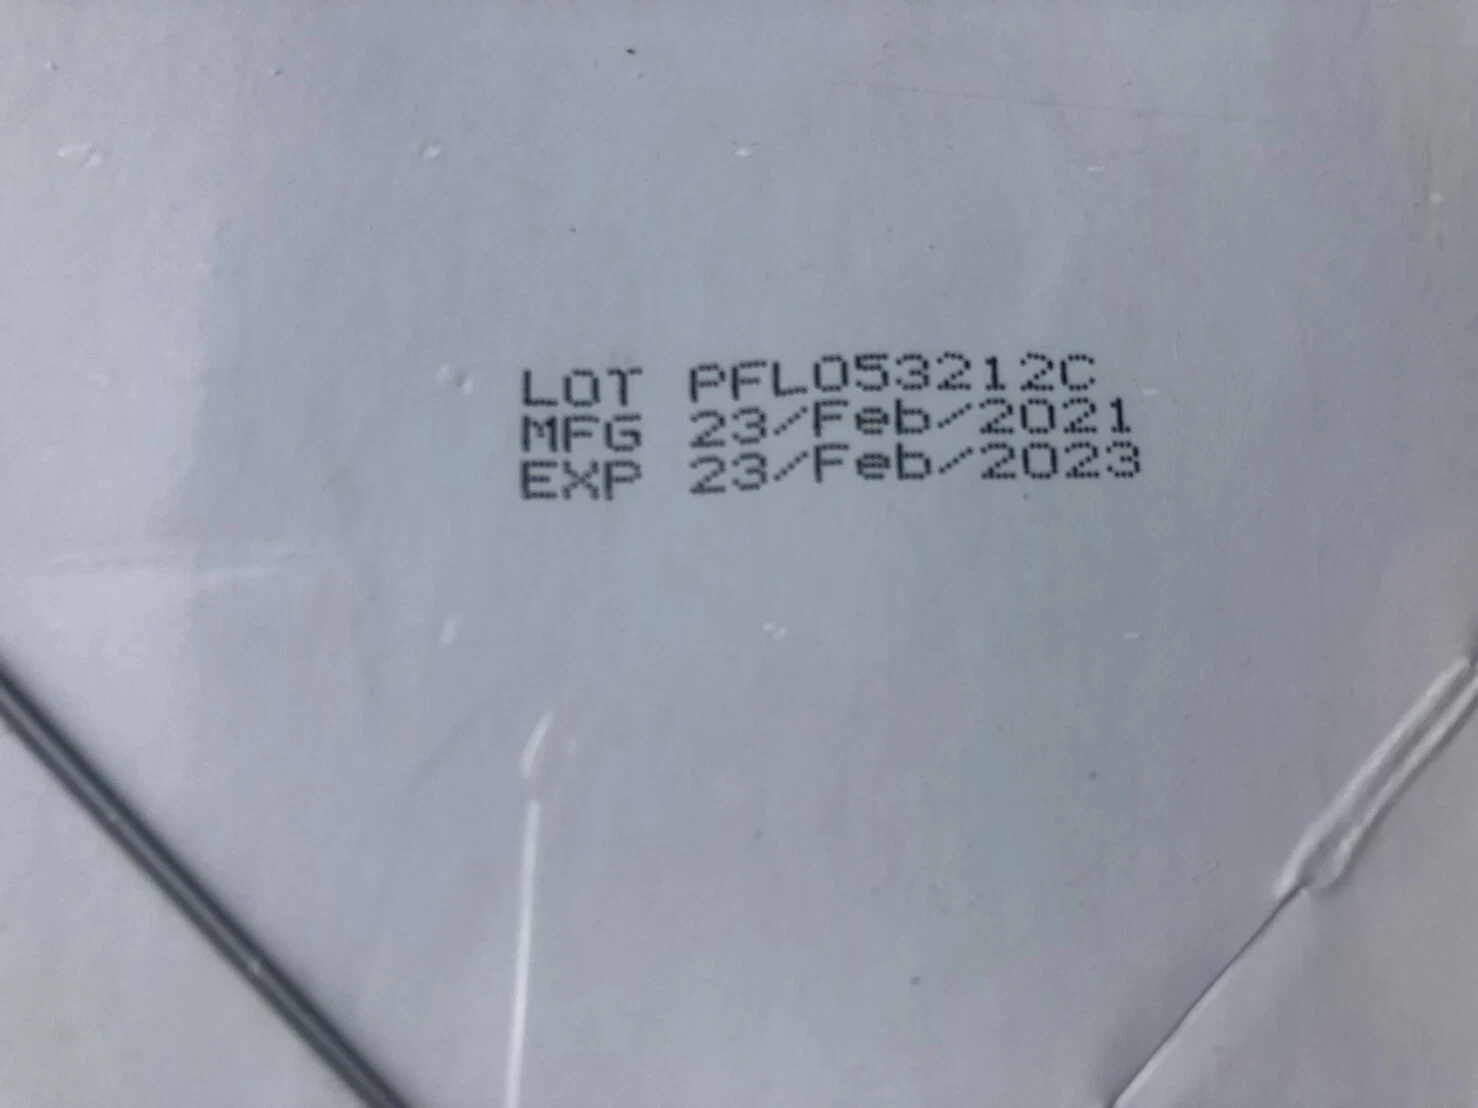 LOT PFL053212C
MFG 23/Feb/2021
EXP 23/Feb/2023